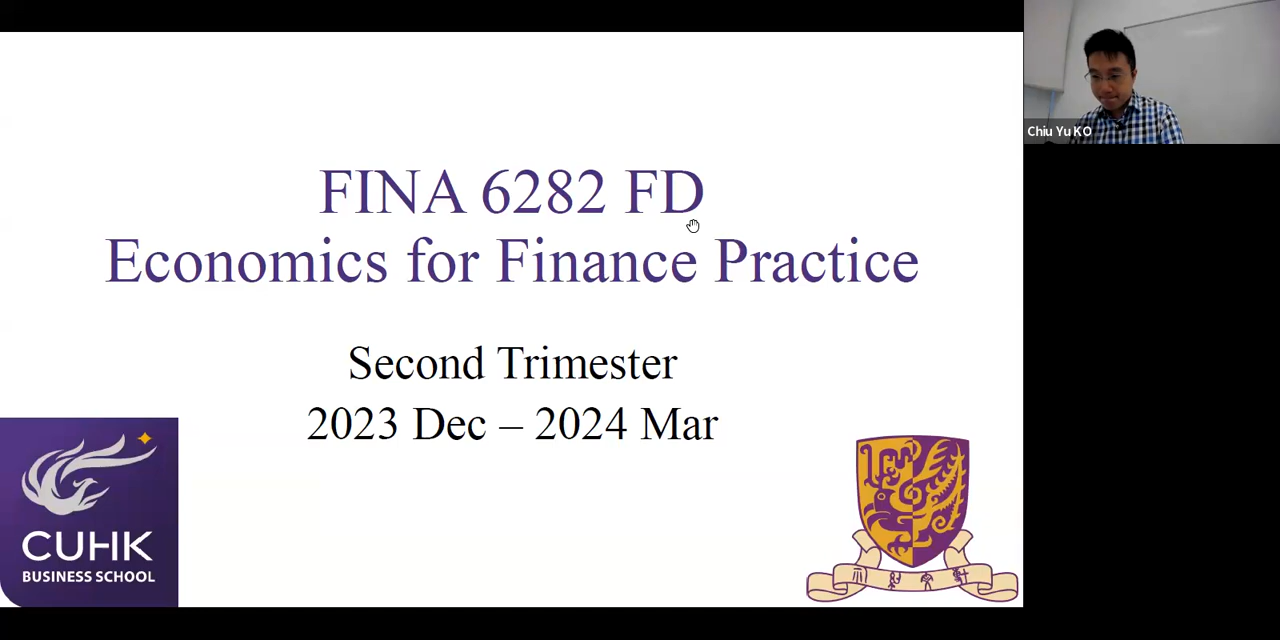 FINA 6282 FD
Economics for Finance Practice
Second Trimester
2023 Dec – 2024 Mar
CUHK
BUSINESS SCHOOL
Chiu Yu KO